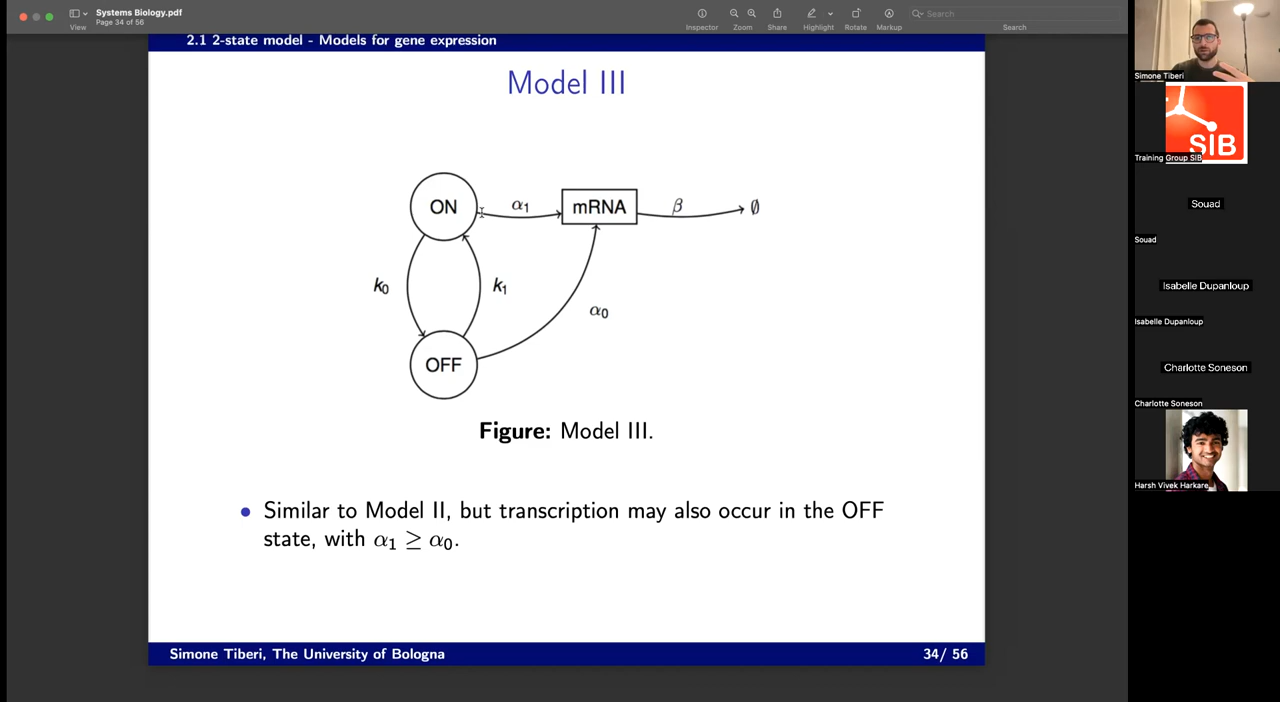 Systems Biology.pdf
Page 34 of 56
View
Inspector
Zoom
Share
Highlight
Rotate
Markup
Search
Search
2.1 2-state model - Models for gene expression
Model III
ON
α1
mRNA
β
∅
k0
k1
α0
OFF
Figure: Model III.
• Similar to Model II, but transcription may also occur in the OFF
state, with α1 ≥ α0.
Simone Tiberi, The University of Bologna
34/ 56
Simone Tiberi
SIB
Training Group SIB
Souad
Souad
Isabelle Dupanloup
Isabelle Dupanloup
Charlotte Soneson
Charlotte Soneson
Harsh Vivek Harkare